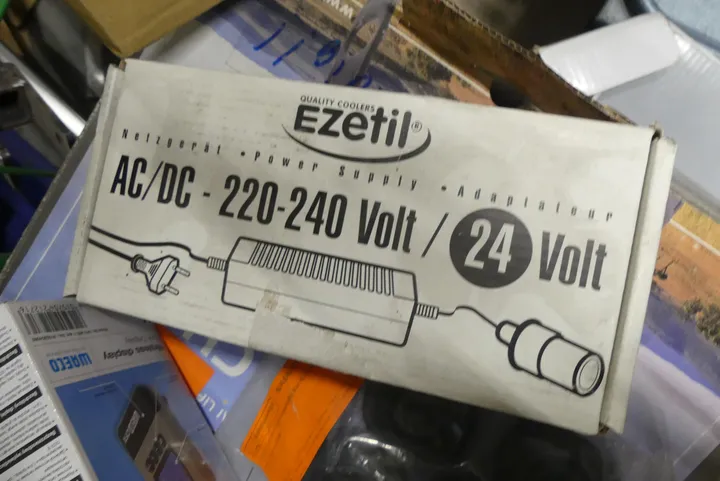 QUALITY COOLERS
EZetil®
Netzgerät • Power Supply • Adaptateur
AC/DC - 220-240 Volt / 24 Volt
WAECO